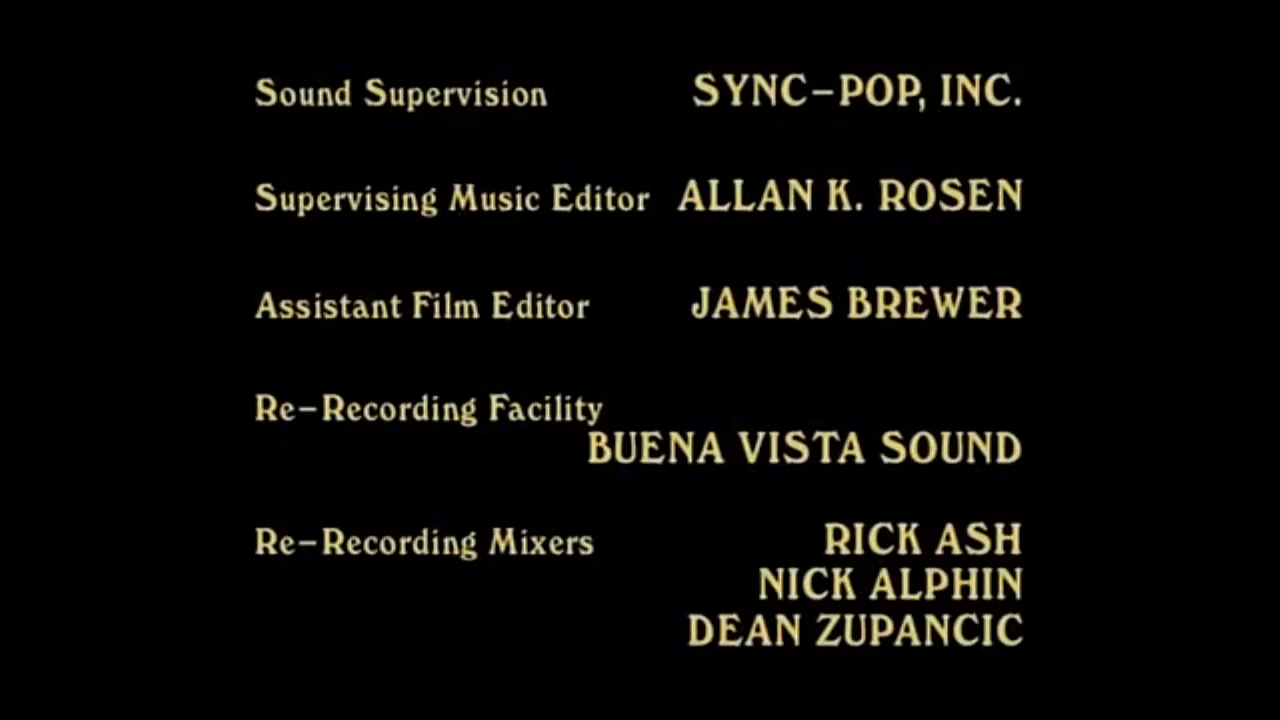 Sound Supervision SYNC-POP, INC.
Supervising Music Editor ALLAN K. ROSEN
Assistant Film Editor JAMES BREWER
Re-Recording Facility
BUENA VISTA SOUND
Re-Recording Mixers RICK ASH
NICK ALPHIN
DEAN ZUPANCIC